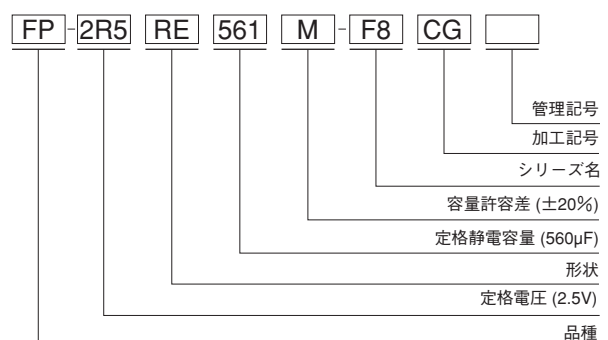 FP-2R5 RE 561 M-F8 CG
管理記号
加工記号
シリーズ名
容量許容差 (±20%)
定格静電容量 (560µF)
形状
定格電圧 (2.5V)
品種